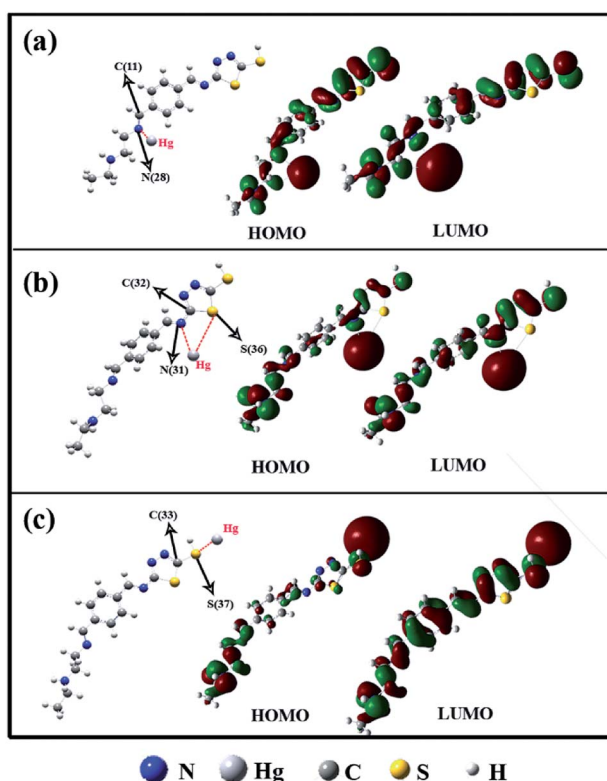 (a)
C(11)
Hg
N(28)
HOMO
LUMO
(b)
C(32)
S(36)
Hg
N(31)
HOMO
LUMO
(c)
C(33)
Hg
S(37)
HOMO
LUMO
N Hg C S H